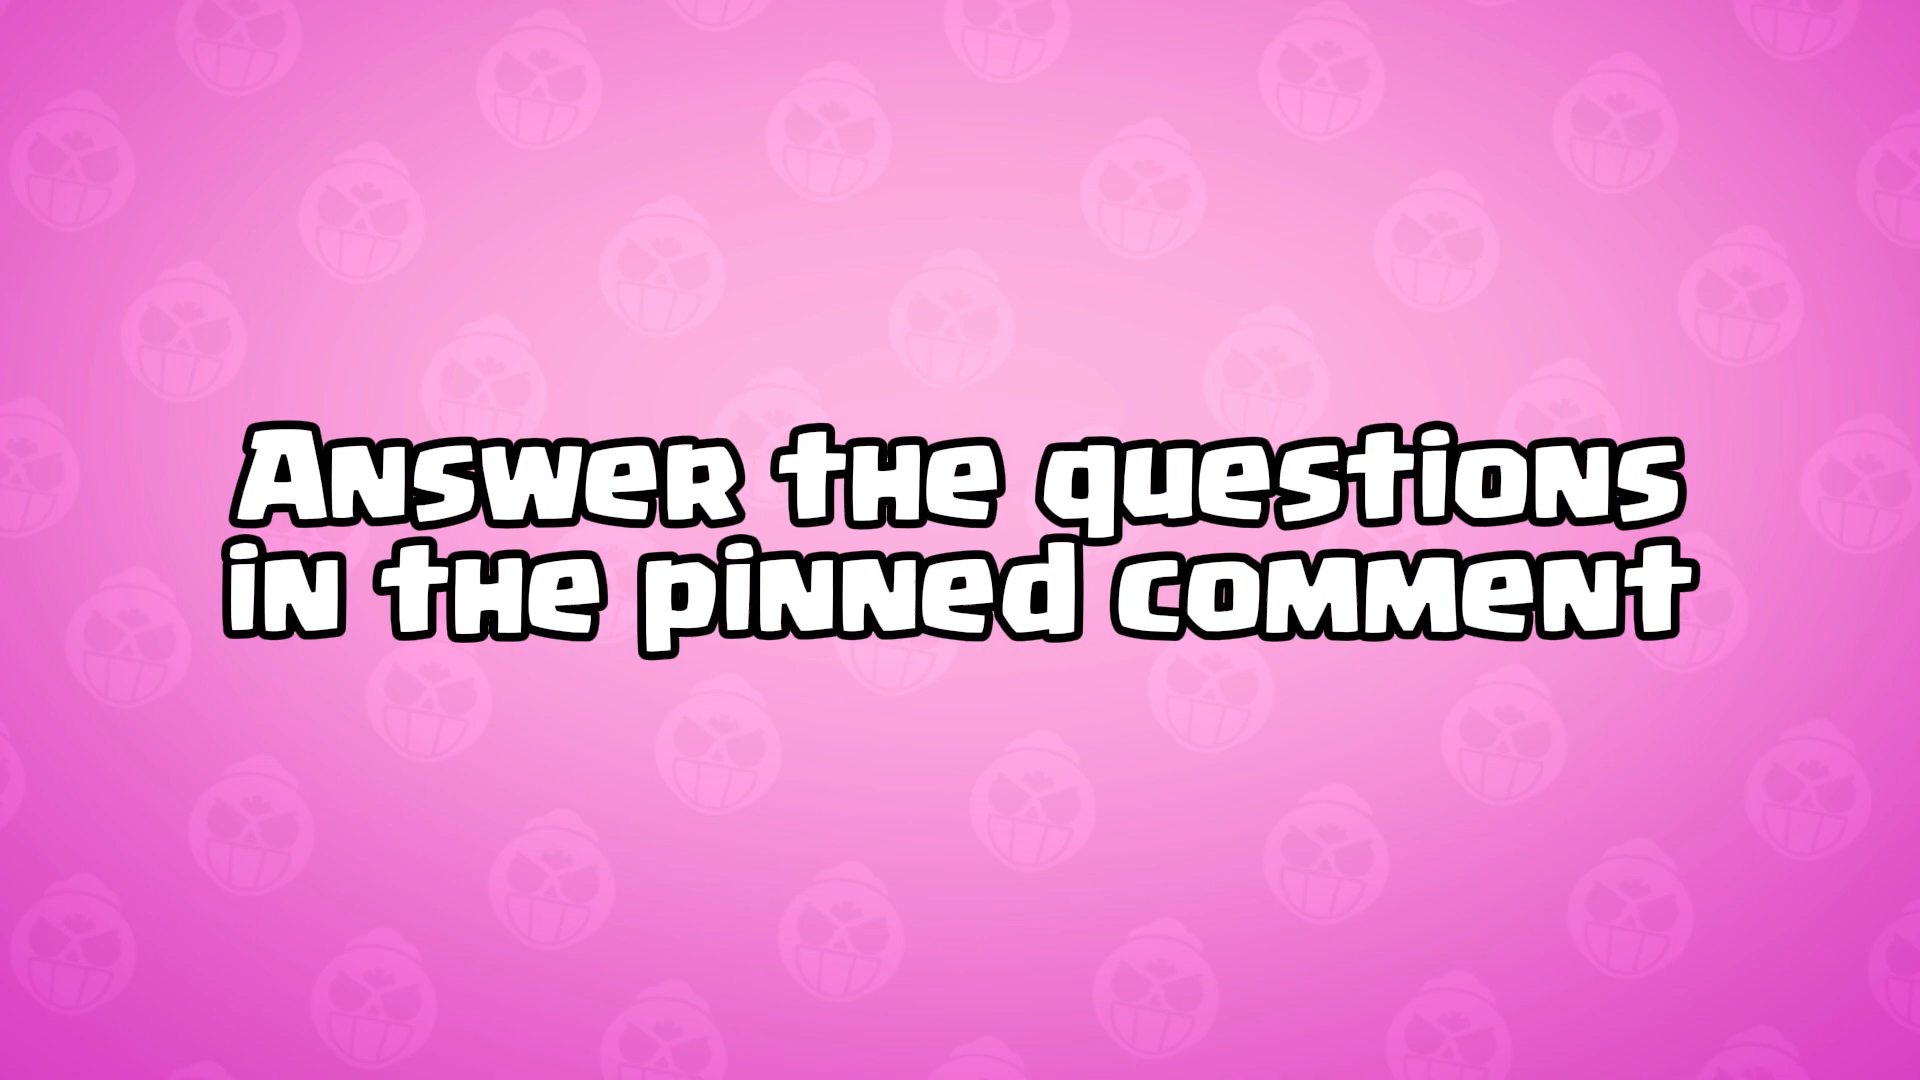 Answer the questions
in the pinned comment